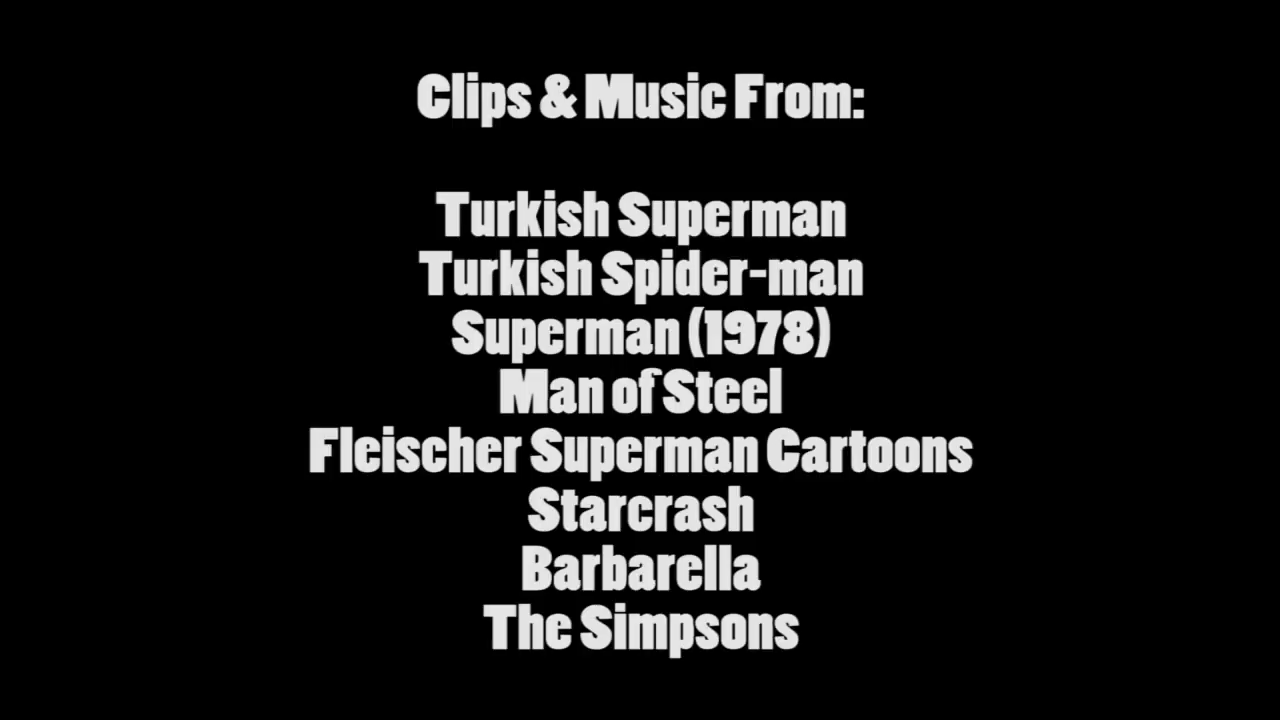 Clips & Music From:
Turkish Superman
Turkish Spider-man
Superman (1978)
Man of Steel
Fleischer Superman Cartoons
Starcrash
Barbarella
The Simpsons